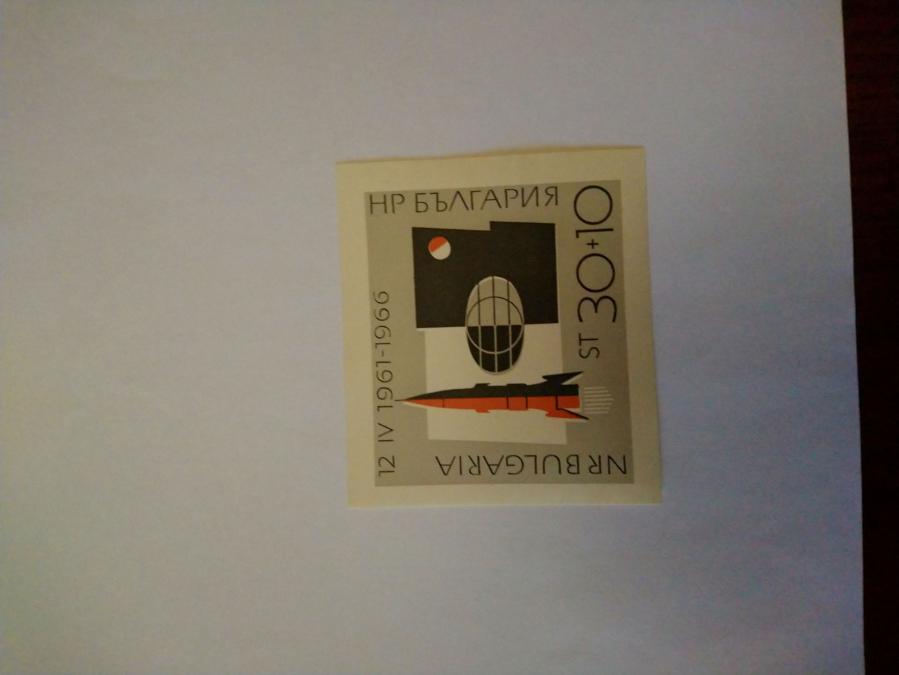 12 IV 1961-1966
НР БЪЛГАРИЯ
NR BULGARIA
ST 30+10